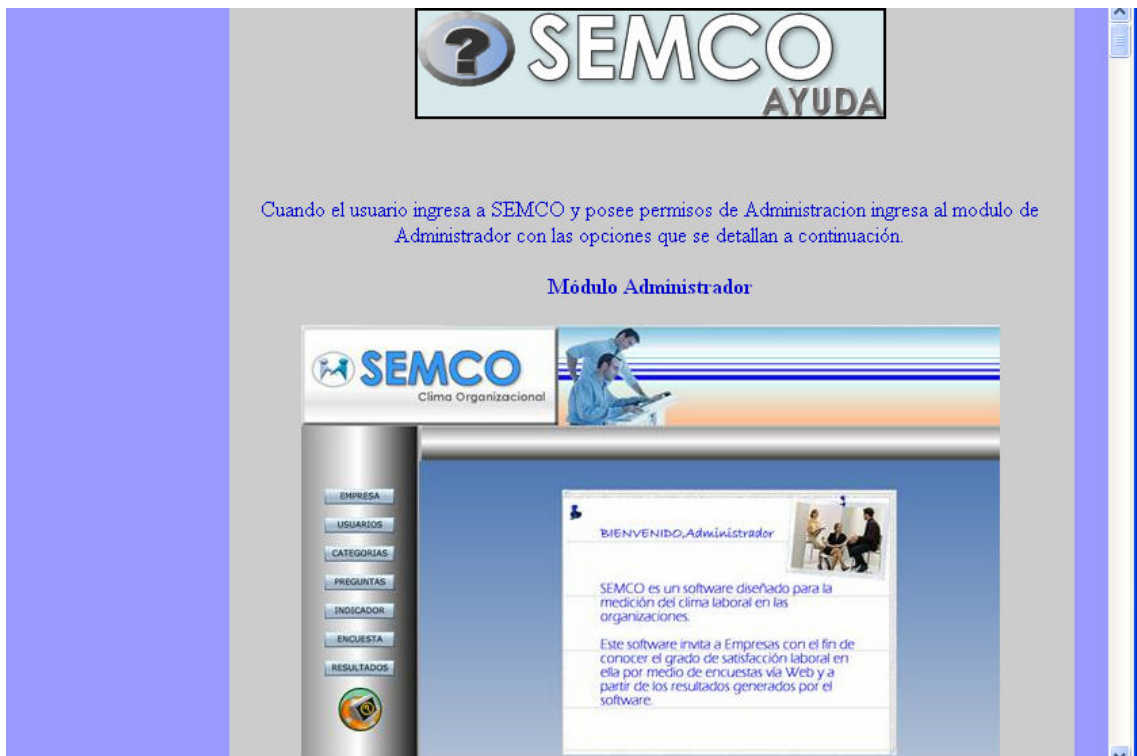 SEMCO
AYUDA
Cuando el usuario ingresa a SEMCO y posee permisos de Administracion ingresa al modulo de
Administrador con las opciones que se detallan a continuación.
Módulo Administrador
SEMCO
Clima Organizacional
EMPRESA
USUARIOS
CATEGORIAS
PREGUNTAS
INDICADOR
ENCUESTA
RESULTADOS
BIENVENIDO,Administrador
SEMCO es un software diseñado para la
medición del clima laboral en las
organizaciones.
Este software invita a Empresas con el fin de
conocer el grado de satisfacción laboral en
ella por medio de encuestas vía Web y a
partir de los resultados generados por el
software.